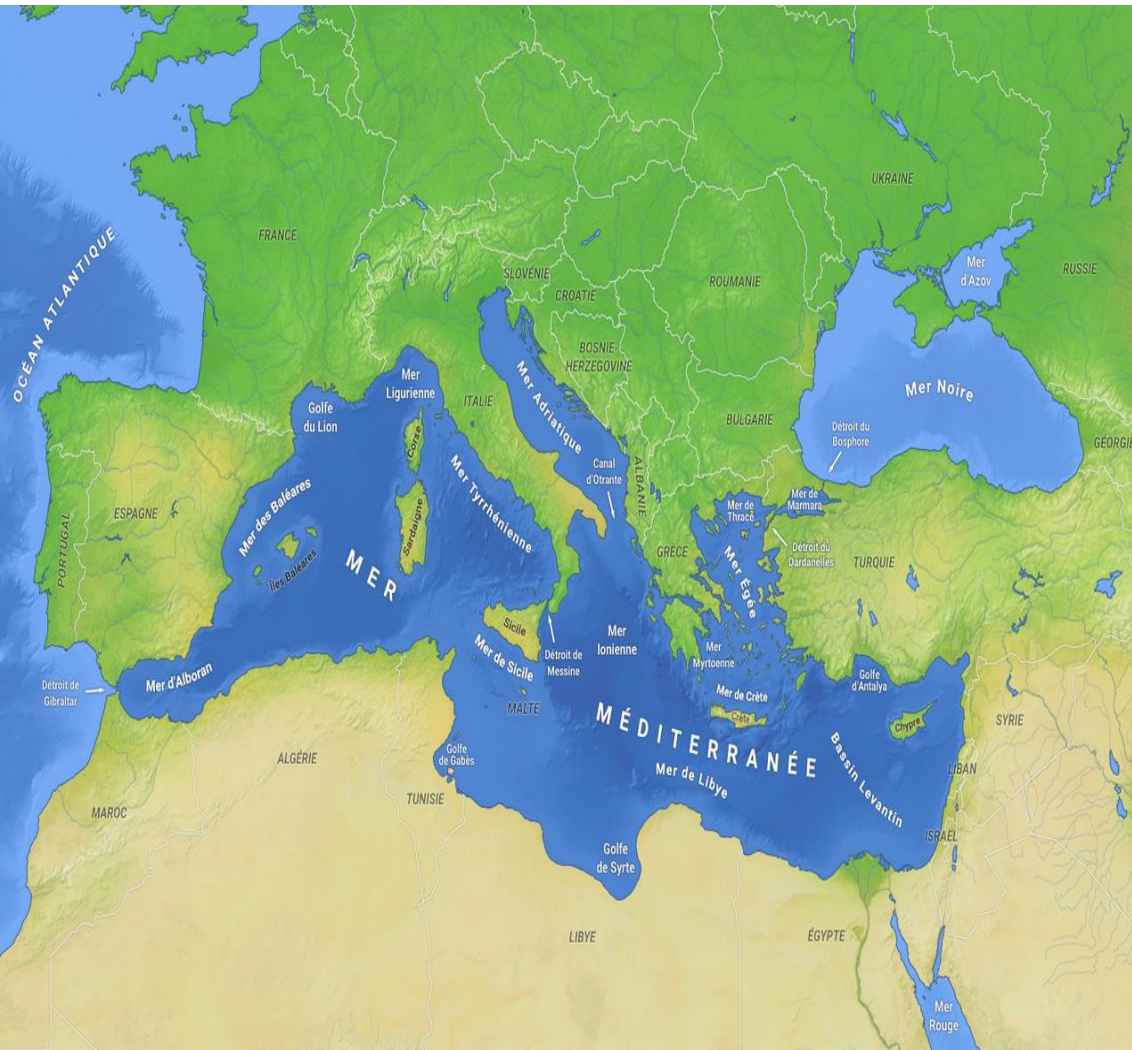 OCÉAN ATLANTIQUE
FRANCE
UKRAINE
RUSSIE
SLOVÉNIE
CROATIE
ROUMANIE
Mer
d'Azov
BOSNIE-
HERZEGOVINE
Mer Noire
Mer
Ligurienne
ITALIE
Golfe
du Lion
Mer Adriatique
BULGARIE
Détroit du
Bosphore
GÉORGIE
Corse
Canal
d'Otrante
ALBANIE
Mer Tyrrhénienne
Mer des Baléares
ESPAGNE
PORTUGAL
Îles Baléares
Sardaigne
MER
Mer de
Thrace
Mer de
Marmara
GRECE
Mer Égée
Détroit du
Dardanelles
TURQUIE
Sicile
Mer de Sicile
Détroit de
Messine
Mer
Ionienne
Mer
Myrtoenne
Détroit de
Gibraltar
Mer d'Alboran
MALTE
Mer de Crète
Crète
Golfe
d'Antalya
Chypre
SYRIE
MÉDITERRANÉE
Mer de Libye
Bassin Levantin
LIBAN
ISRAËL
ALGÉRIE
Golfe
de Gabès
TUNISIE
MAROC
Golfe
de Syrte
LIBYE
ÉGYPTE
Mer
Rouge